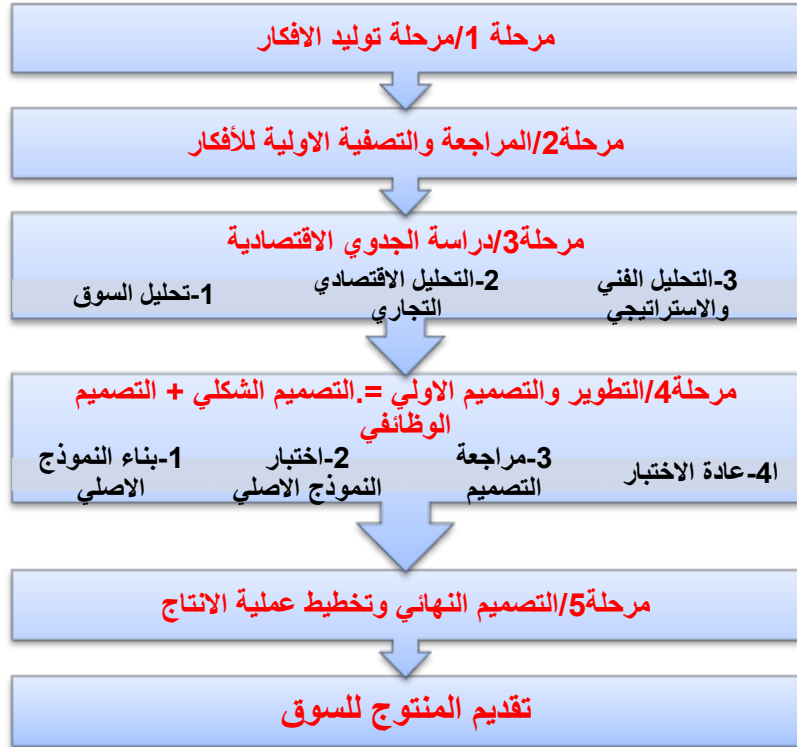 مرحلة 1/مرحلة توليد الافكار
مرحلة2/المراجعة والتصفية الاولية للأفكار
مرحلة3/دراسة الجدوي الاقتصادية
3-التحليل الفني والاستراتيجي
2-التحليل الاقتصادي التجاري
1-تحليل السوق
مرحلة4/التطوير والتصميم الاولي =.التصميم الشكلي + التصميم
الوظائفي
ا4-عادة الاختبار
3-مراجعة التصميم
2-اختبار النموذج الاصلي
1-بناء النموذج الاصلي
مرحلة5/التصميم النهائي وتخطيط عملية الانتاج
تقديم المنتوج للسوق